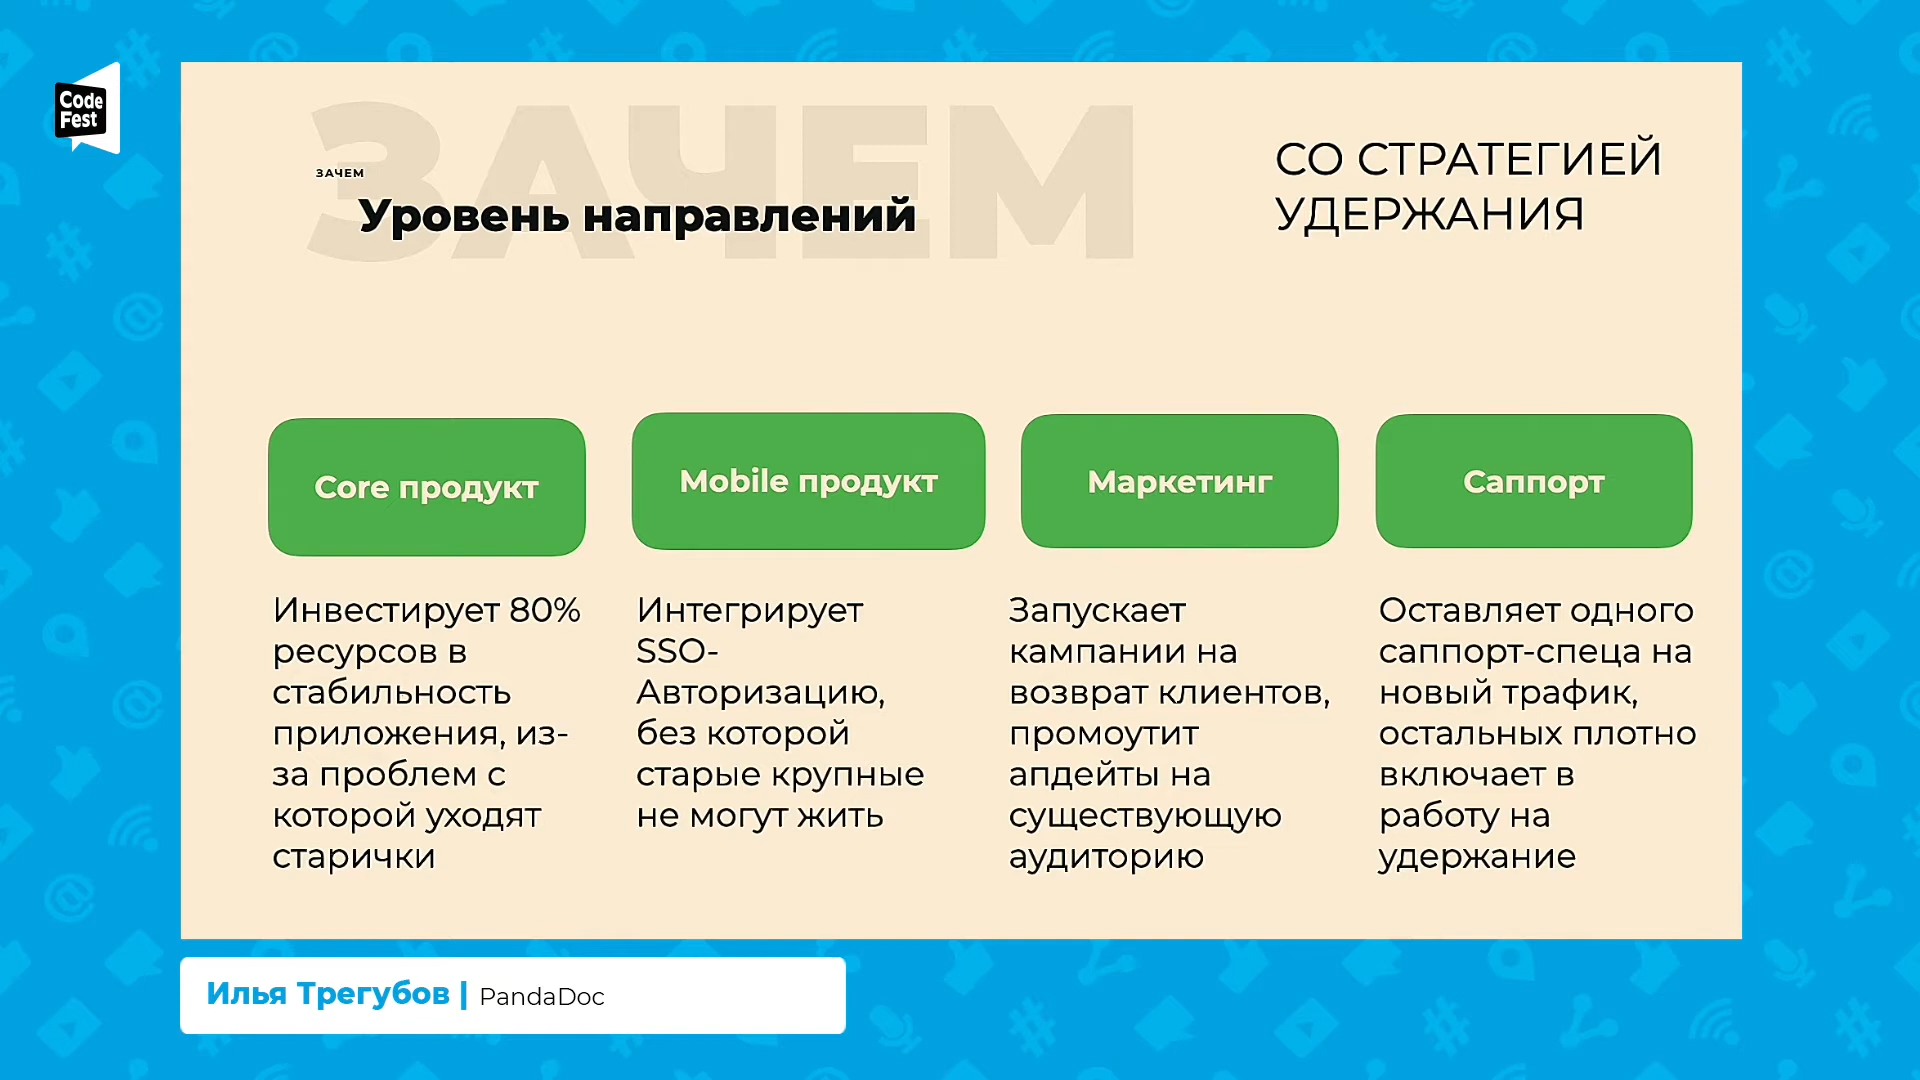 Code
Fest
ЗАЧЕМ
ЗАЧЕМ
Уровень направлений
СО СТРАТЕГИЕЙ
УДЕРЖАНИЯ
Core продукт
Инвестирует 80%
ресурсов в
стабильность
приложения, из-
за проблем с
которой уходят
старички
Mobile продукт
Интегрирует
SSO-
Авторизацию,
без которой
старые крупные
не могут жить
Маркетинг
Запускает
кампании на
возврат клиентов,
промоутит
апдейты на
существующую
аудиторию
Саппорт
Оставляет одного
саппорт-спеца на
новый трафик,
остальных плотно
включает в
работу на
удержание
Илья Трегубов | PandaDoc